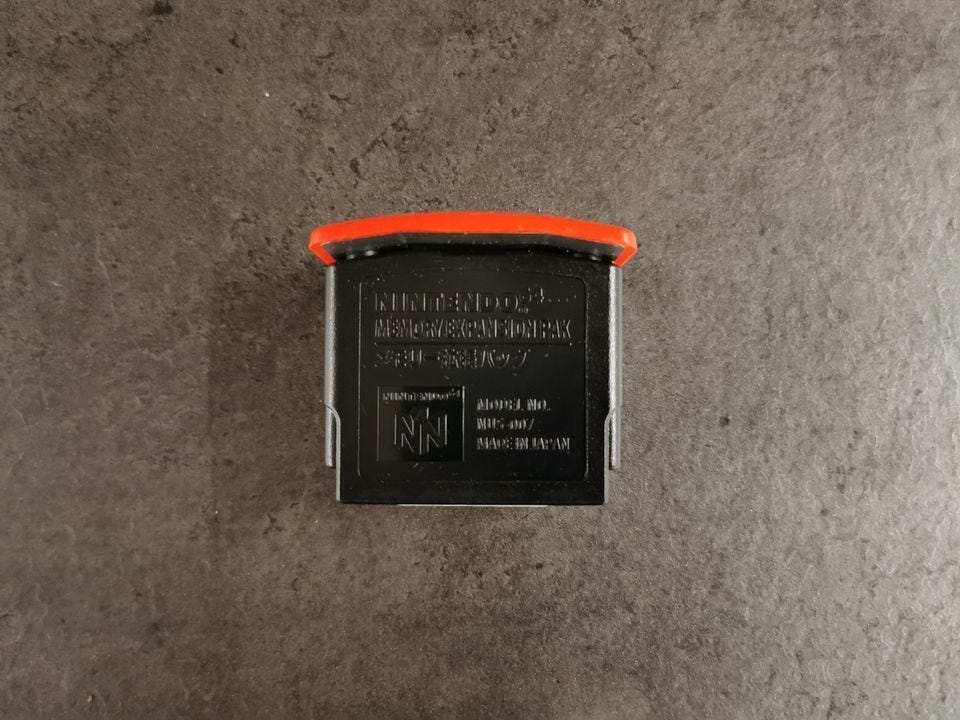 NINTENDO64
MEMORY EXPANSION PAK
メモリー拡張パック
NINTENDO64
MODEL NO.
NUS-007
MADE IN JAPAN